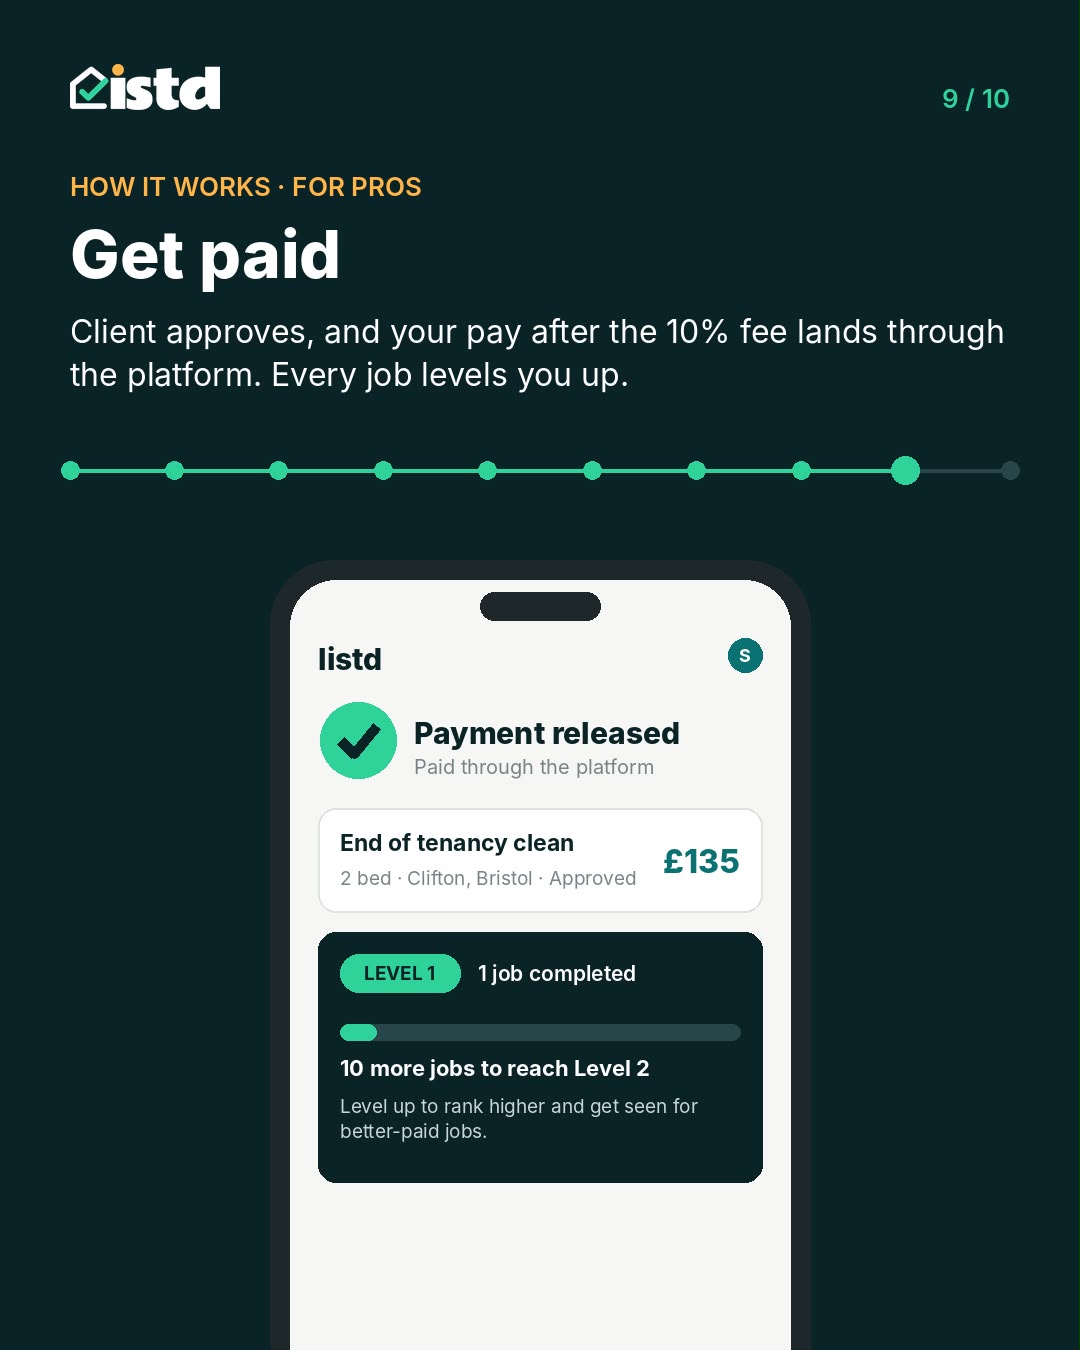 listd
9 / 10
HOW IT WORKS · FOR PROS
Get paid
Client approves, and your pay after the 10% fee lands through
the platform. Every job levels you up.
listd
S
Payment released
Paid through the platform
End of tenancy clean
2 bed · Clifton, Bristol · Approved
£135
LEVEL 1
1 job completed
10 more jobs to reach Level 2
Level up to rank higher and get seen for
better-paid jobs.